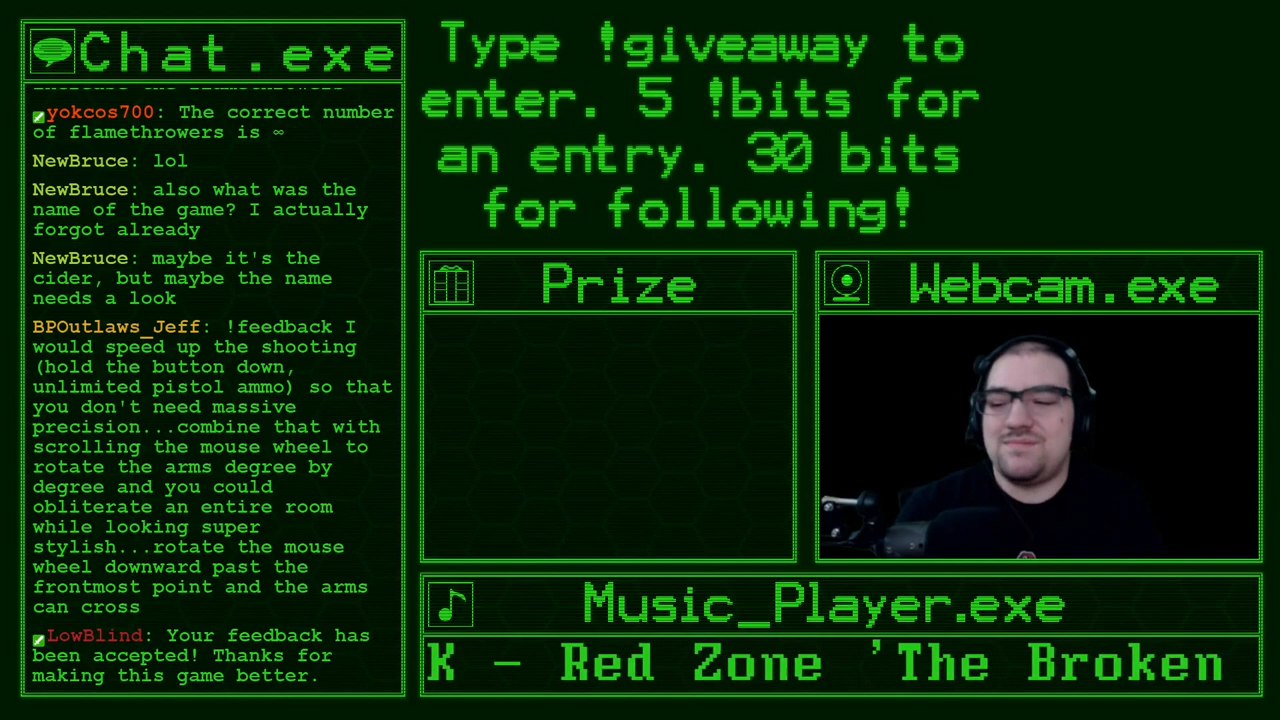 Chat.exe
yokcos700: The correct number
of flamethrowers is ∞
NewBruce: lol
NewBruce: also what was the
name of the game? I actually
forgot already
NewBruce: maybe it's the
cider, but maybe the name
needs a look
BPOutlaws_Jeff: !feedback I
would speed up the shooting
(hold the button down,
unlimited pistol ammo) so that
you don't need massive
precision...combine that with
scrolling the mouse wheel to
rotate the arms degree by
degree and you could
obliterate an entire room
while looking super
stylish...rotate the mouse
wheel downward past the
frontmost point and the arms
can cross
LowBlind: Your feedback has
been accepted! Thanks for
making this game better.
Type !giveaway to
enter. 5 !bits for
an entry. 30 bits
for following!
Prize
Webcam.exe
Music_Player.exe
K - Red Zone 'The Broken